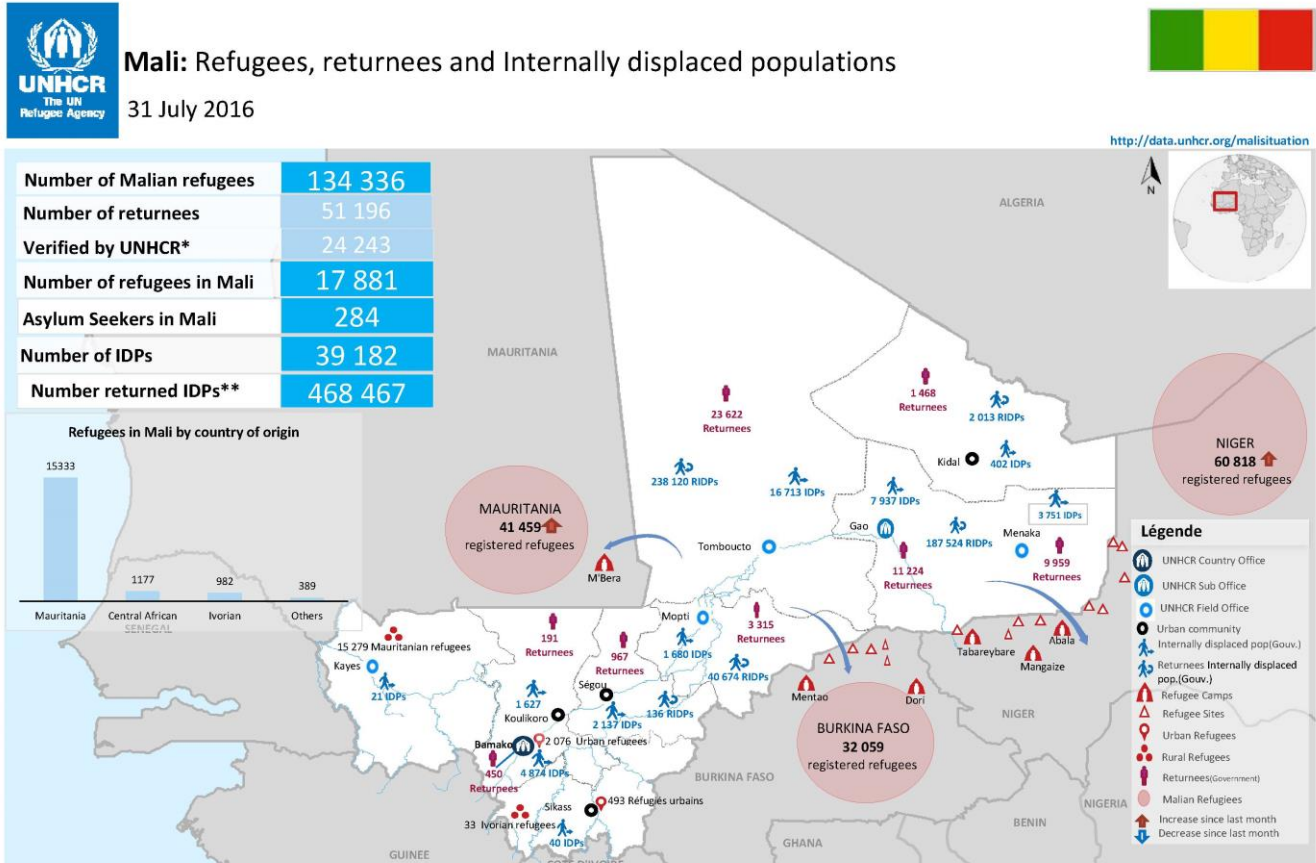 UNHCR
The UN
Refugee Agency
Mali: Refugees, returnees and Internally displaced populations
31 July 2016
http://data.unhcr.org/malisituation
Number of Malian refugees 134 336
Number of returnees 51 196
Verified by UNHCR* 24 243
Number of refugees in Mali 17 881
Asylum Seekers in Mali 284
Number of IDPs 39 182
Number returned IDPs** 468 467
Refugees in Mali by country of origin
15333
1177
982
389
Mauritania
Central African
Ivorian
Others
SENEGAL
N
ALGERIA
MAURITANIA
23 622
Returnees
1 468
Returnees
2 013 RIDPs
Kidal
402 IDPs
238 120 RIDPs
16 713 IDPs
7 937 IDPs
3 751 IDPs
Gao
187 524 RIDPs
Menaka
11 224
Returnees
9 959
Returnees
Tomboucto
MAURITANIA
41 459
registered refugees
M'Bera
NIGER
60 818
registered refugees
191
Returnees
967
Returnees
Mopti
3 315
Returnees
1 680 IDPs
40 674 RIDPs
15 279 Mauritanian refugees
Kayes
21 IDPs
Ségou
1 627
Koulikoro
2 137 IDPs
136 RIDPs
Bamako
2 076 Urban refugees
450
Returnees
4 874 IDPs
Sikass
493 Réfugiés urbains
33 Ivorian refugees
40 IDPs
Tabareybare
Abala
Mangaize
Mentao
Dori
BURKINA FASO
32 059
registered refugees
NIGER
BURKINA FASO
NIGERIA
BENIN
GHANA
GUINEE
COTE D'IVOIRE
Légende
UNHCR Country Office
UNHCR Sub Office
UNHCR Field Office
Urban community
Internally displaced pop(Gouv.)
Returnees Internally displaced
pop.(Gouv.)
Refugee Camps
Refugee Sites
Urban Refugees
Rural Refugees
Returnees(Government)
Malian Refugiees
Increase since last month
Decrease since last month